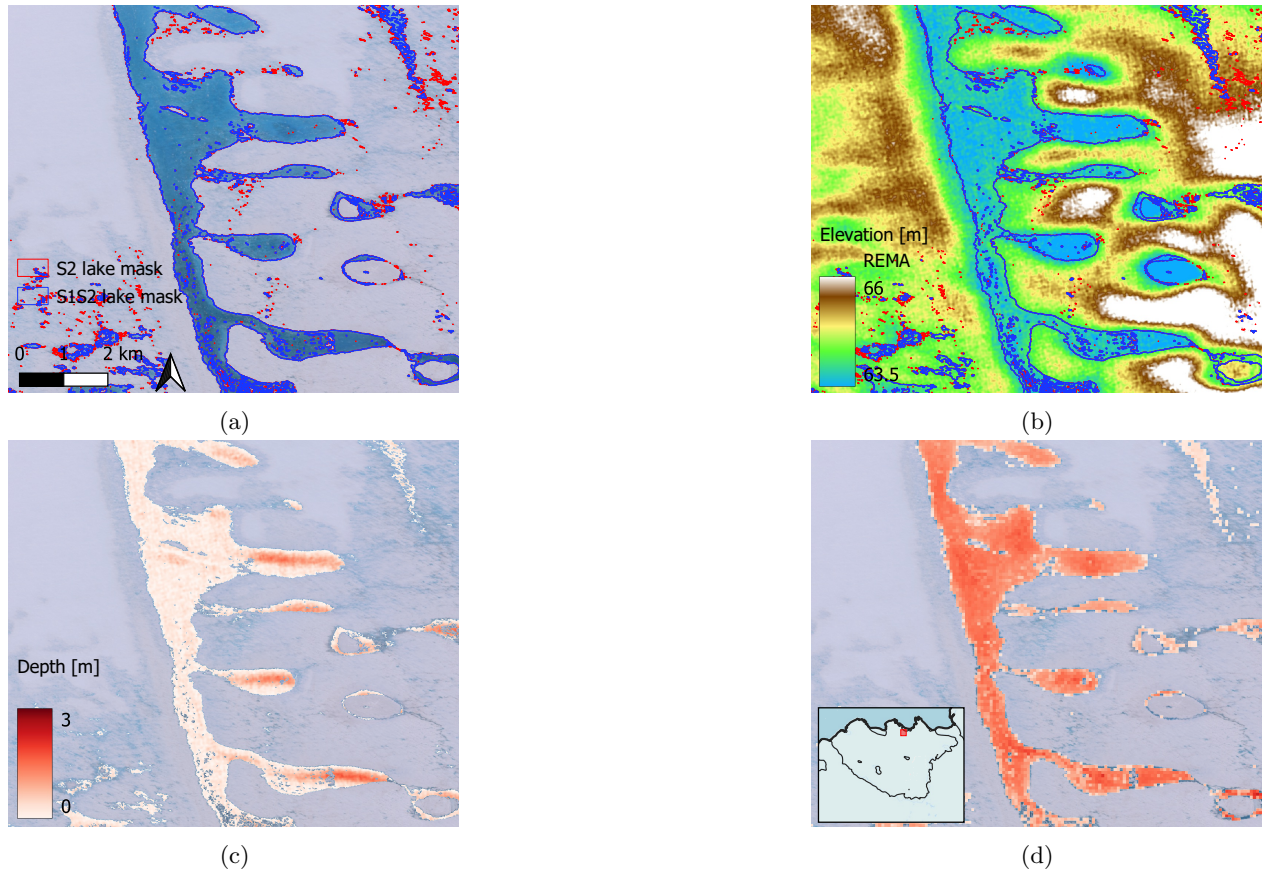 S2 lake mask
S1S2 lake mask
0 1 2 km
(a)
Elevation [m]
REMA
66
63.5
(b)
Depth [m]
3
0
(c)
(d)